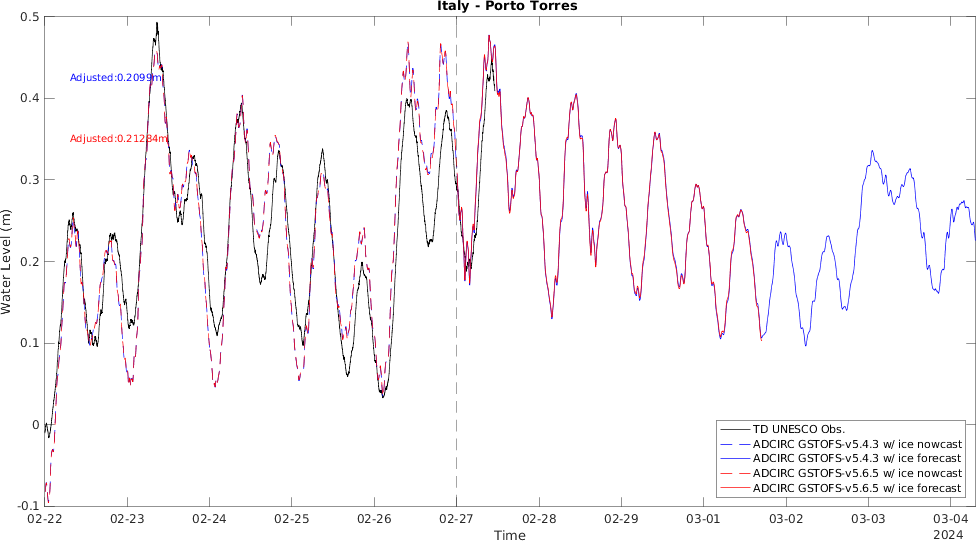 Italy - Porto Torres
0.5
0.4
0.3
0.2
0.1
0
-0.1
Water Level (m)
Adjusted:0.2099m
Adjusted:0.21284m
TD UNESCO Obs.
ADCIRC GSTOFS-v5.4.3 w/ ice nowcast
ADCIRC GSTOFS-v5.4.3 w/ ice forecast
ADCIRC GSTOFS-v5.6.5 w/ ice nowcast
ADCIRC GSTOFS-v5.6.5 w/ ice forecast
02-22 02-23 02-24 02-25 02-26 02-27 02-28 02-29 03-01 03-02 03-03 03-04
Time
2024